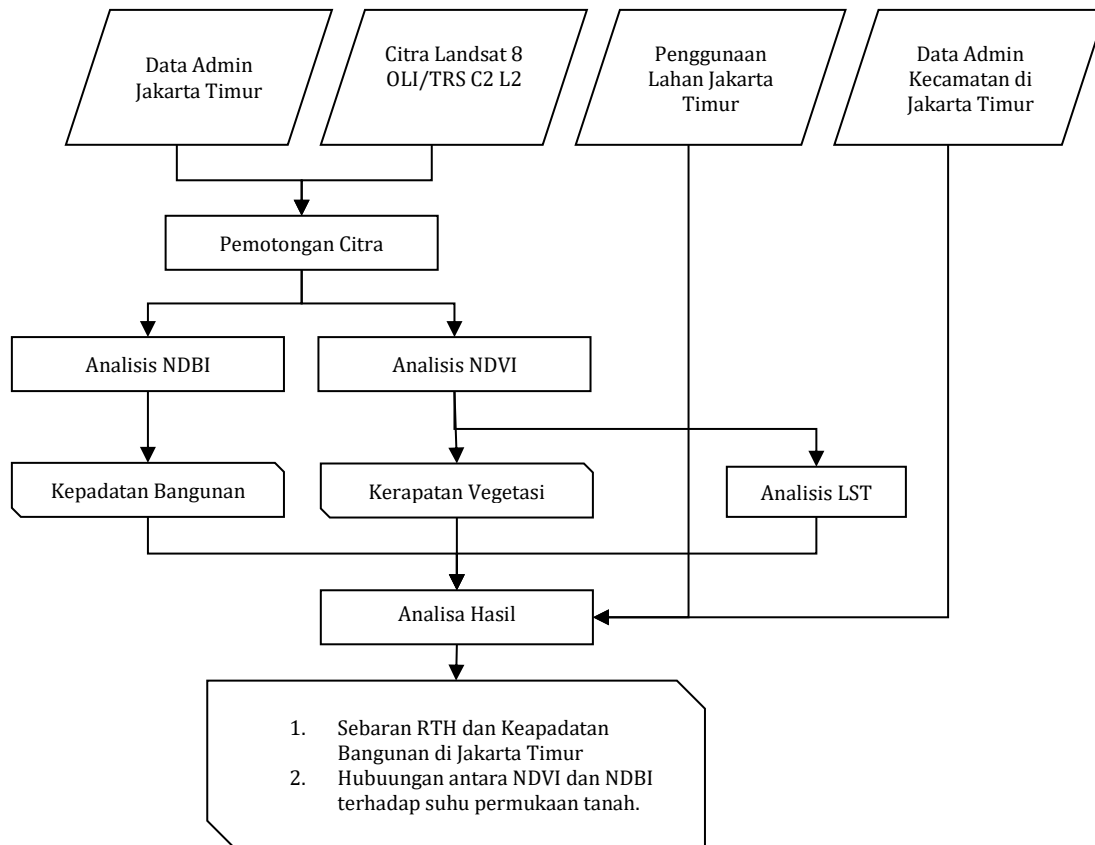 Data Admin
Jakarta Timur
Citra Landsat 8
OLI/TRS C2 L2
Penggunaan
Lahan Jakarta
Timur
Data Admin
Kecamatan di
Jakarta Timur
Pemotongan Citra
Analisis NDBI
Analisis NDVI
Kepadatan Bangunan
Kerapatan Vegetasi
Analisis LST
Analisa Hasil
1. Sebaran RTH dan Keapadatan
Bangunan di Jakarta Timur
2. Hubuungan antara NDVI dan NDBI
terhadap suhu permukaan tanah.